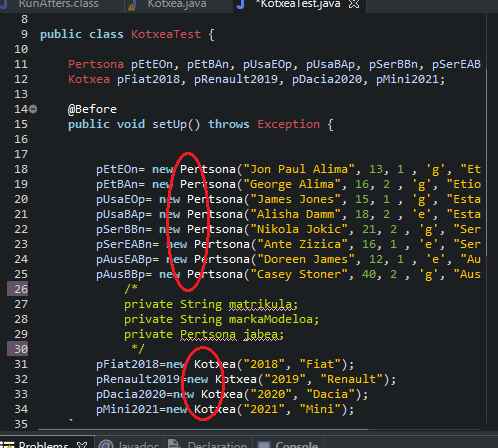 RunAfters.class Kotxea.java *KotxeaTest.java
8
9 public class KotxeaTest {
10
11 Pertsona pEtEOn, pEtBAn, pUsaEOp, pUsaBAp, pSerBBn, pSerEAB
12 Kotxea pFiat2018, pRenault2019, pDacia2020, pMini2021;
13
14 @Before
15 public void setUp() throws Exception {
16
17
18 pEtEOn= new Pertsona("Jon Paul Alima", 13, 1 , 'g', "Et
19 pEtBAn= new Pertsona("George Alima", 16, 2 , 'g', "Etio
20 pUsaEOp= new Pertsona("James Jones", 15, 1 , 'g', "Esta
21 pUsaBAp= new Pertsona("Alisha Damm", 18, 2 , 'e', "Esta
22 pSerBBn= new Pertsona("Nikola Jokic", 21, 2 , 'g', "Ser
23 pSerEABn= new Pertsona("Ante Zizica", 16, 1 , 'e', "Ser
24 pAusEABp= new Pertsona("Doreen James", 12, 1 , 'e', "Au
25 pAusBBp= new Pertsona("Casey Stoner", 40, 2 , 'g', "Aus
26 /*
27 private String matrikula;
28 private String markaModeloa;
29 private Pertsona jabea;
30 */
31 pFiat2018=new Kotxea("2018", "Fiat");
32 pRenault2019=new Kotxea("2019", "Renault");
33 pDacia2020=new Kotxea("2020", "Dacia");
34 pMini2021=new Kotxea("2021", "Mini");
35 }
Problems Javadoc Declaration Console